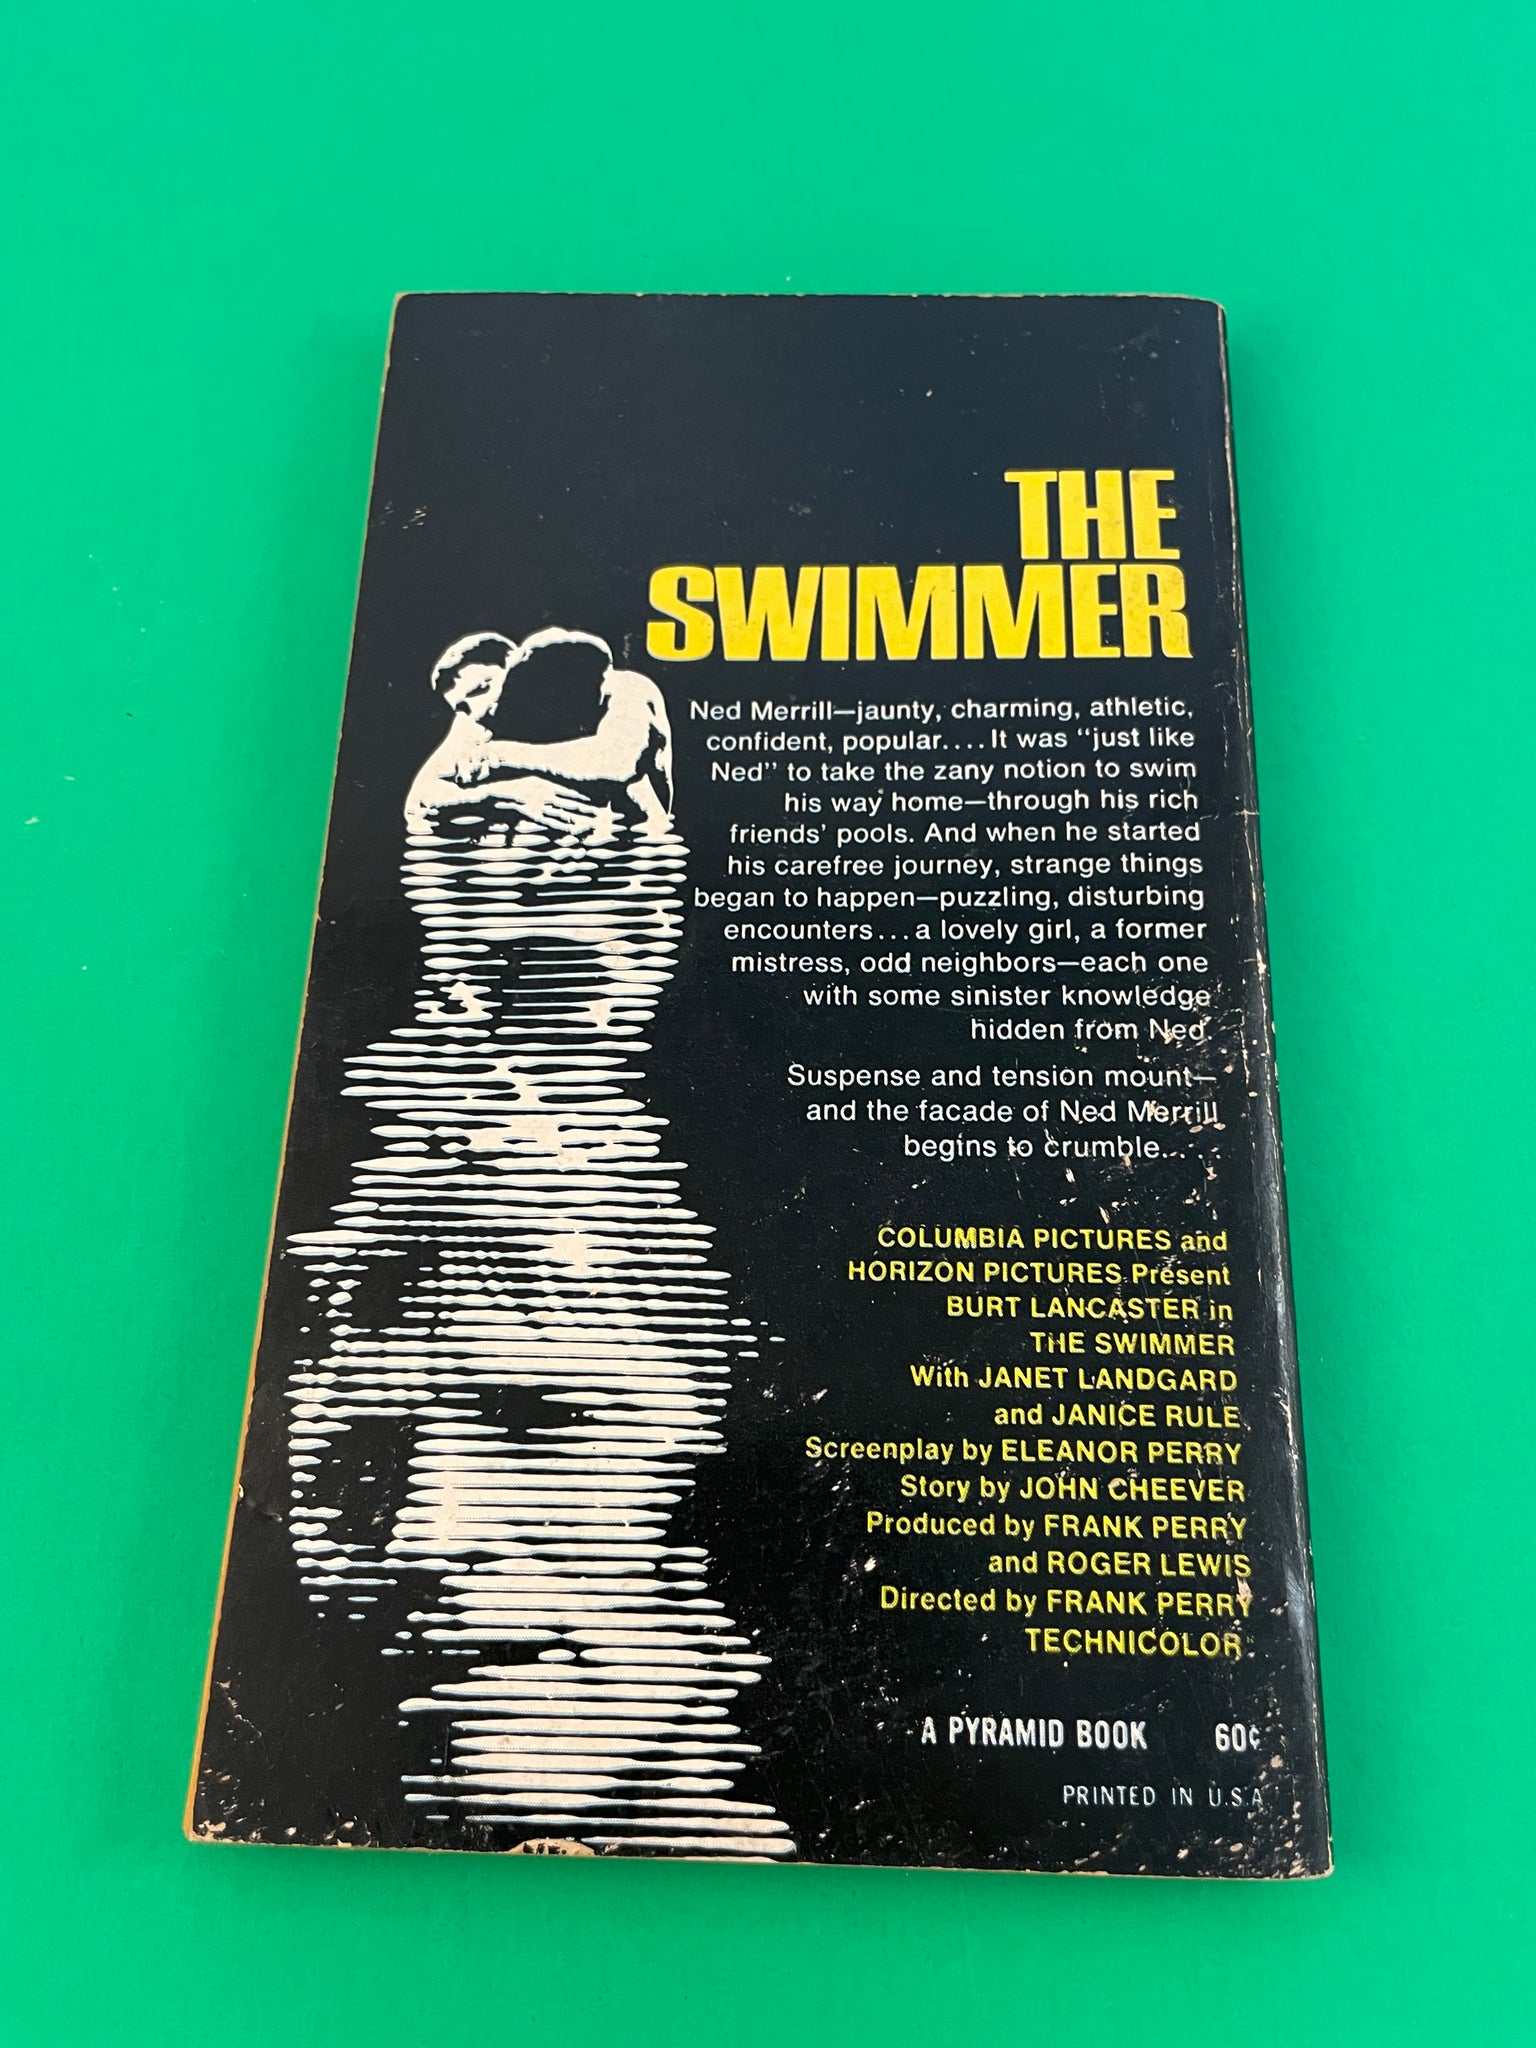 THE
SWIMMER
Ned Merrill—jaunty, charming, athletic,
confident, popular.... It was "just like
Ned" to take the zany notion to swim
his way home—through his rich
friends' pools. And when he started
his carefree journey, strange things
began to happen—puzzling, disturbing
encounters...a lovely girl, a former
mistress, odd neighbors—each one
with some sinister knowledge
hidden from Ned.
Suspense and tension mount—
and the facade of Ned Merrill
begins to crumble.....
COLUMBIA PICTURES and
HORIZON PICTURES Present
BURT LANCASTER in
THE SWIMMER
With JANET LANDGARD
and JANICE RULE
Screenplay by ELEANOR PERRY
Story by JOHN CHEEVER
Produced by FRANK PERRY
and ROGER LEWIS
Directed by FRANK PERRY
TECHNICOLOR®
A PYRAMID BOOK 60¢
PRINTED IN U.S.A